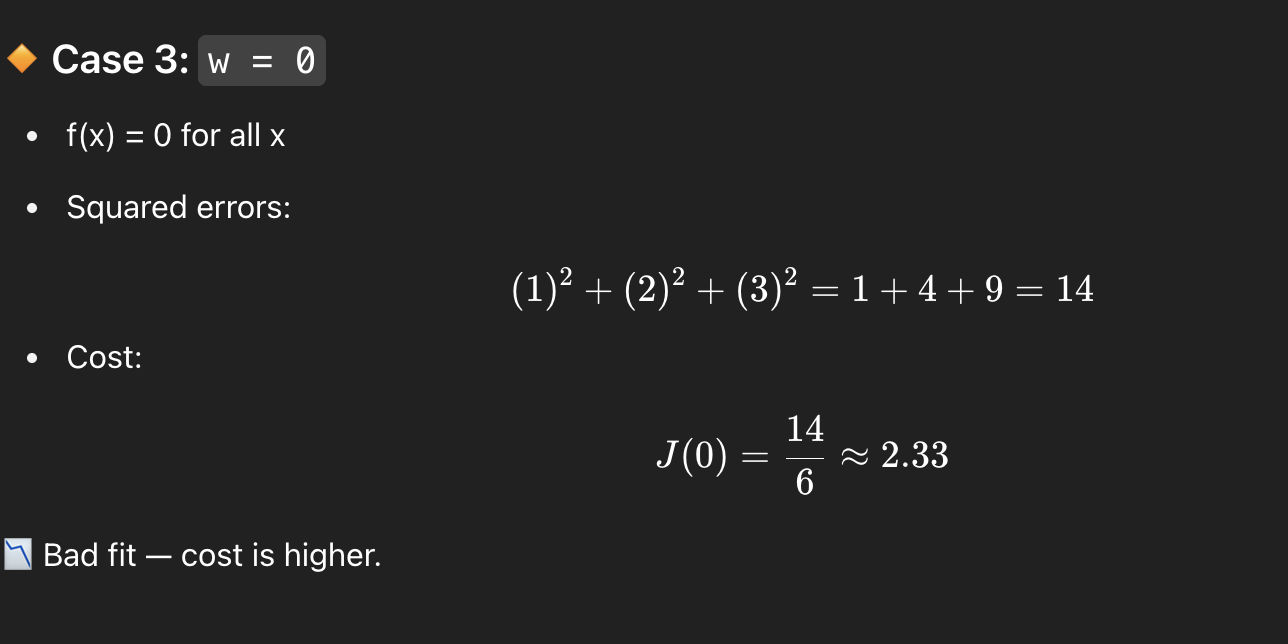 🔶 Case 3: w = 0
• f(x) = 0 for all x
• Squared errors:
(1)² + (2)² + (3)² = 1 + 4 + 9 = 14
• Cost:
J(0) = 14/6 ≈ 2.33
📉 Bad fit — cost is higher.